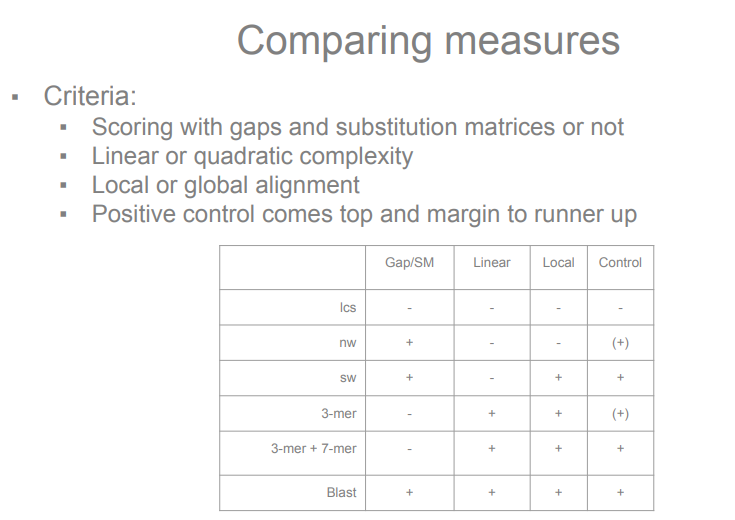 Comparing measures
▪ Criteria:
▪ Scoring with gaps and substitution matrices or not
▪ Linear or quadratic complexity
▪ Local or global alignment
▪ Positive control comes top and margin to runner up
Gap/SM Linear Local Control
lcs - - - -
nw + - - (+)
sw + - + +
3-mer - + + (+)
3-mer + 7-mer - + + +
Blast + + + +